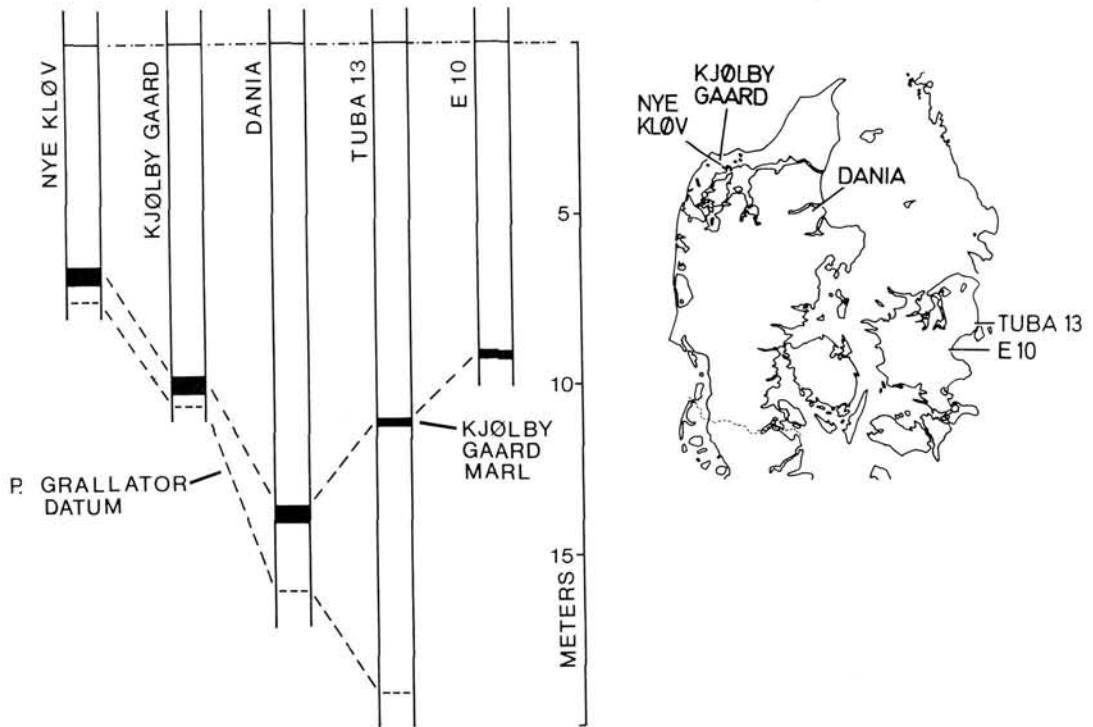 NYE KLØV
KJØLBY GAARD
DANIA
TUBA 13
E 10
5
10
15
METERS
KJØLBY
GAARD
MARL
P. GRALLATOR
DATUM
KJØLBY
GAARD
NYE
KLØV
DANIA
TUBA 13
E 10